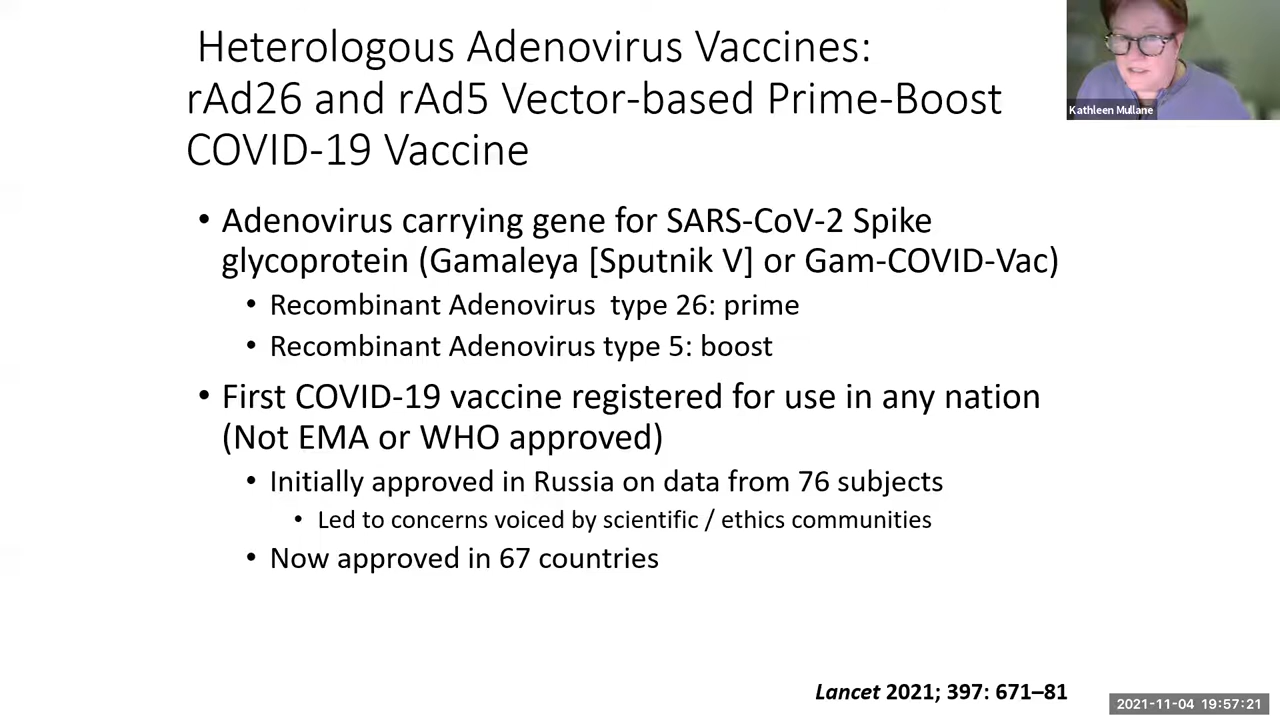 Heterologous Adenovirus Vaccines:
rAd26 and rAd5 Vector-based Prime-Boost
COVID-19 Vaccine
Kathleen Mullane
• Adenovirus carrying gene for SARS-CoV-2 Spike
glycoprotein (Gamaleya [Sputnik V] or Gam-COVID-Vac)
• Recombinant Adenovirus type 26: prime
• Recombinant Adenovirus type 5: boost
• First COVID-19 vaccine registered for use in any nation
(Not EMA or WHO approved)
• Initially approved in Russia on data from 76 subjects
• Led to concerns voiced by scientific / ethics communities
• Now approved in 67 countries
Lancet 2021; 397: 671–81
2021-11-04 19:57:21